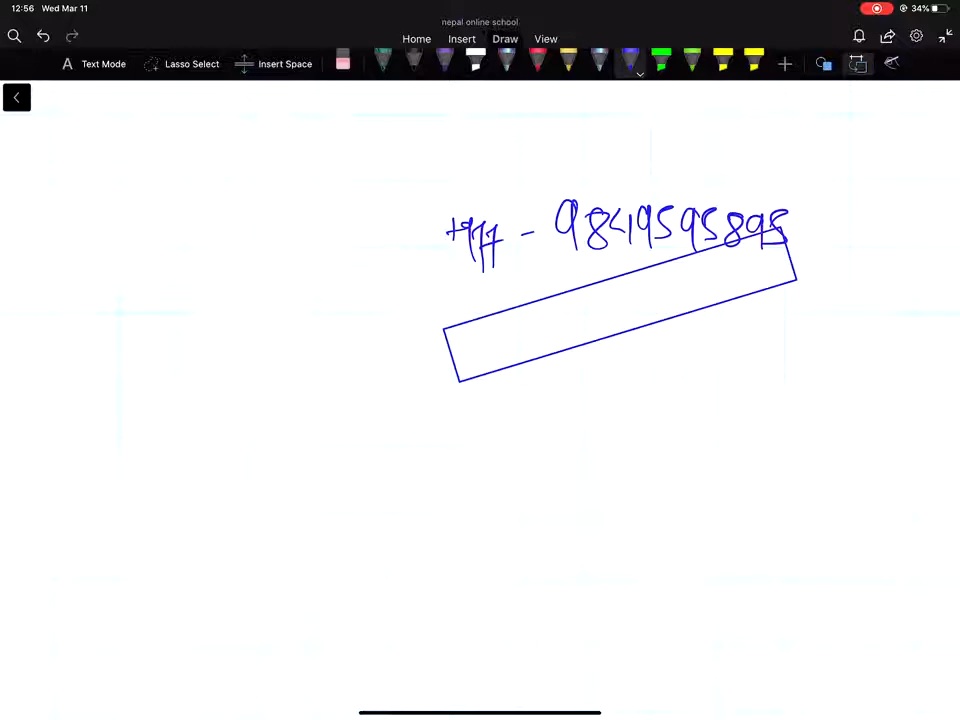 12:56 Wed Mar 11
34%
nepal online school
Home Insert Draw View
A Text Mode Lasso Select Insert Space
+977 - 9849595895